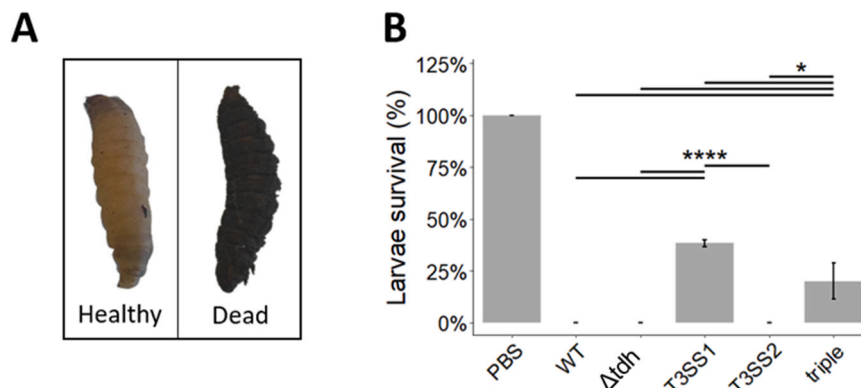 A
Healthy
Dead
B
Larvae survival (%)
125%
100%
75%
50%
25%
0%
*
****
PBS
WT
Δtdh
T3SS1
T3SS2
triple